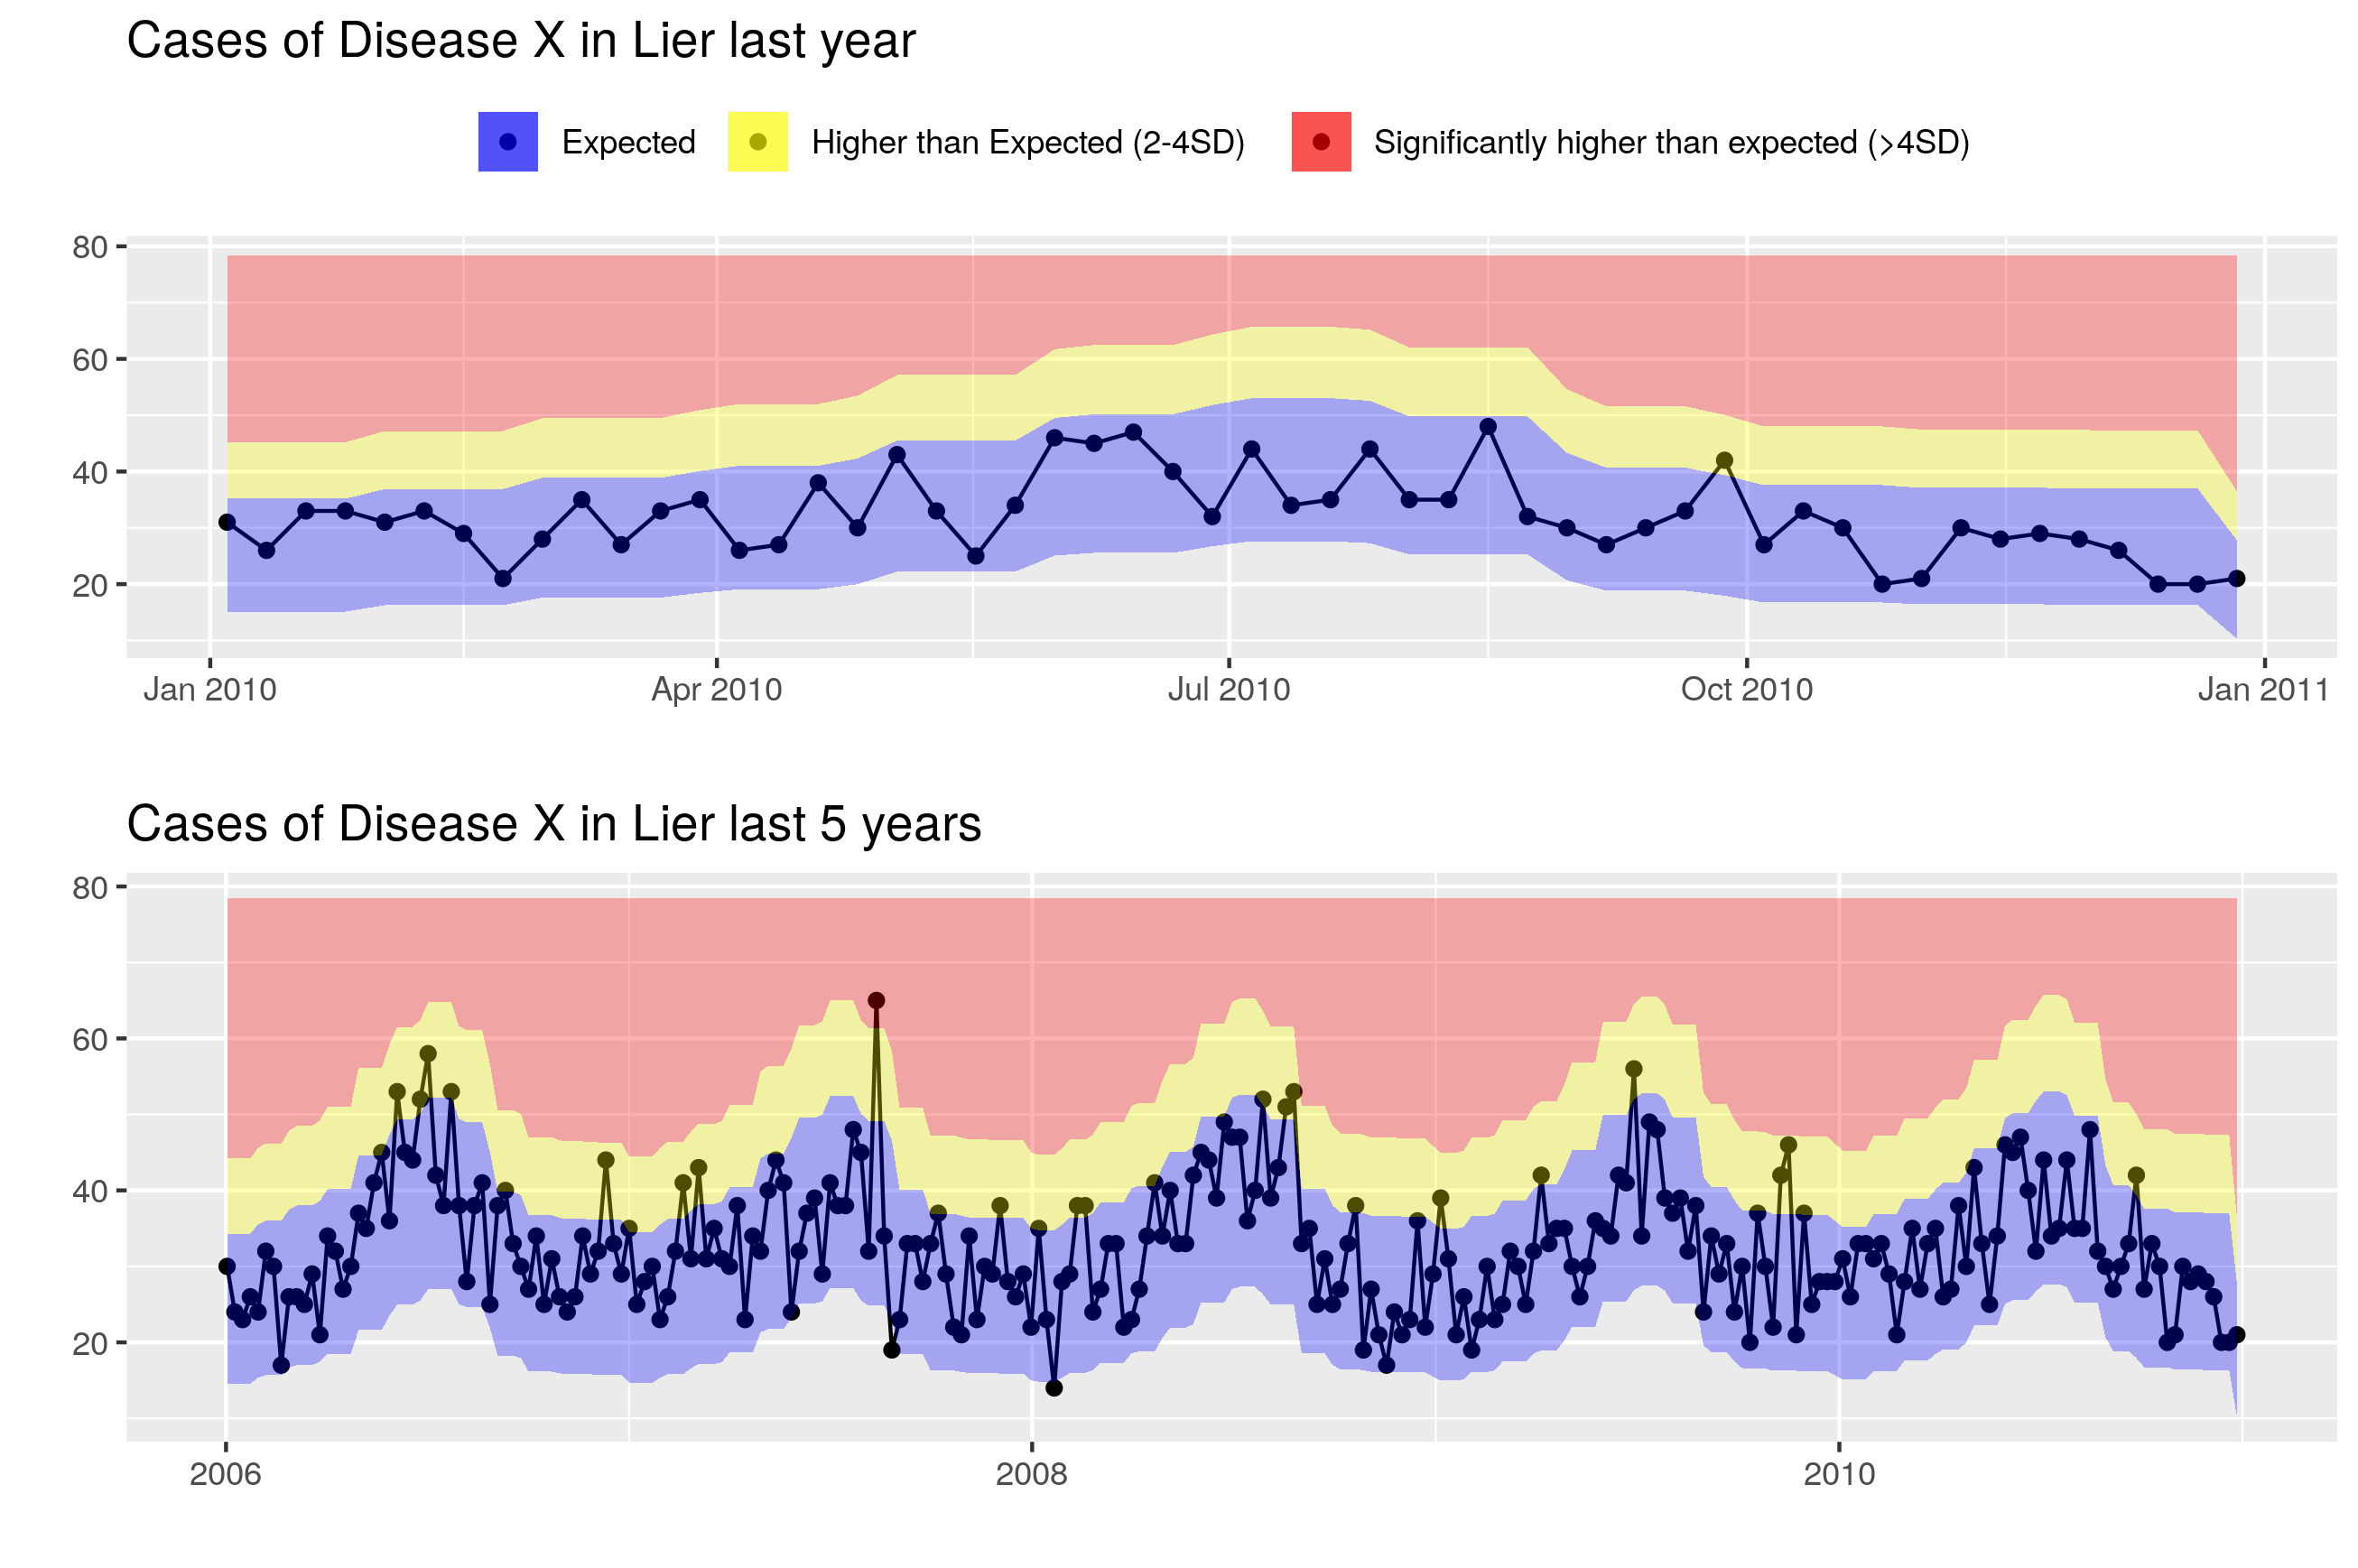 Cases of Disease X in Lier last year
Expected Higher than Expected (2-4SD) Significantly higher than expected (>4SD)
80
60
40
20
Jan 2010 Apr 2010 Jul 2010 Oct 2010 Jan 2011
Cases of Disease X in Lier last 5 years
80
60
40
20
2006 2008 2010